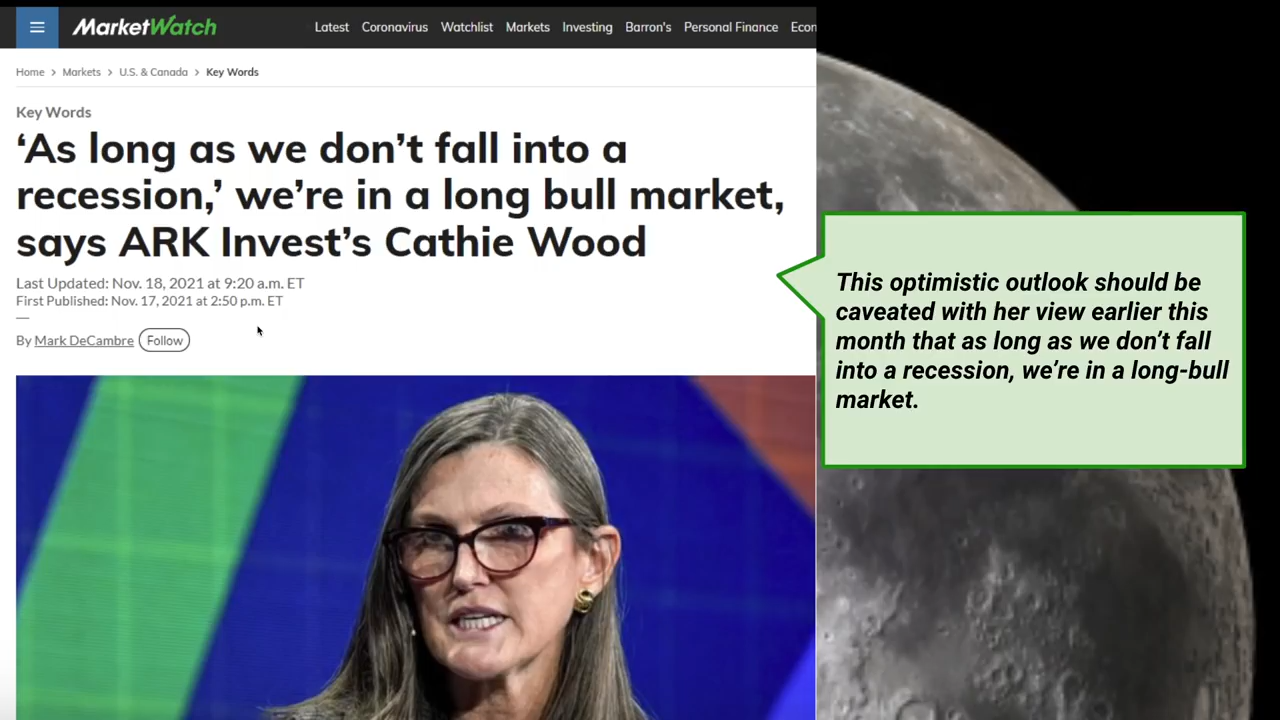 MarketWatch
Latest Coronavirus Watchlist Markets Investing Barron's Personal Finance Econ
Home > Markets > U.S. & Canada > Key Words
Key Words
‘As long as we don’t fall into a
recession,’ we’re in a long bull market,
says ARK Invest’s Cathie Wood
Last Updated: Nov. 18, 2021 at 9:20 a.m. ET
First Published: Nov. 17, 2021 at 2:50 p.m. ET
By Mark DeCambre Follow
This optimistic outlook should be
caveated with her view earlier this
month that as long as we don’t fall
into a recession, we’re in a long-bull
market.